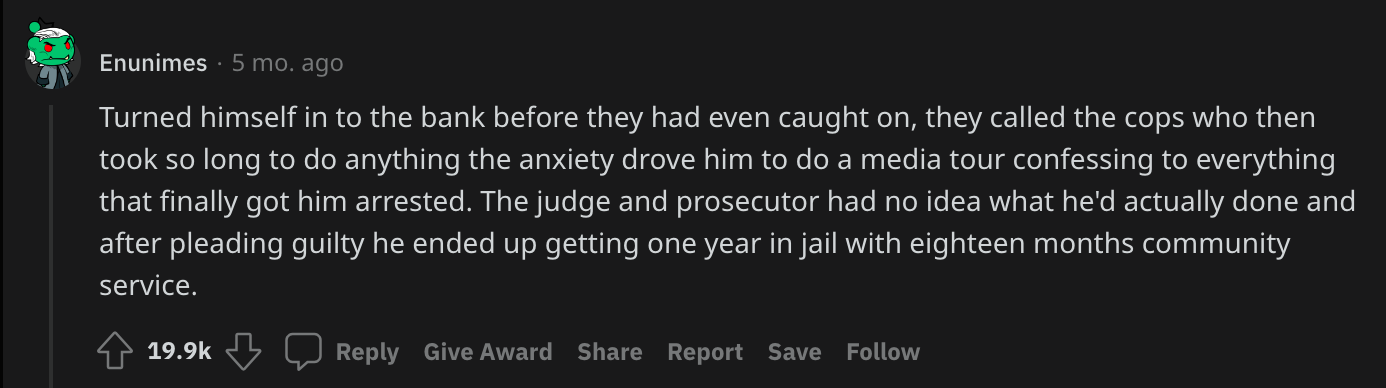 Enunimes · 5 mo. ago
Turned himself in to the bank before they had even caught on, they called the cops who then
took so long to do anything the anxiety drove him to do a media tour confessing to everything
that finally got him arrested. The judge and prosecutor had no idea what he'd actually done and
after pleading guilty he ended up getting one year in jail with eighteen months community
service.
19.9k Reply Give Award Share Report Save Follow